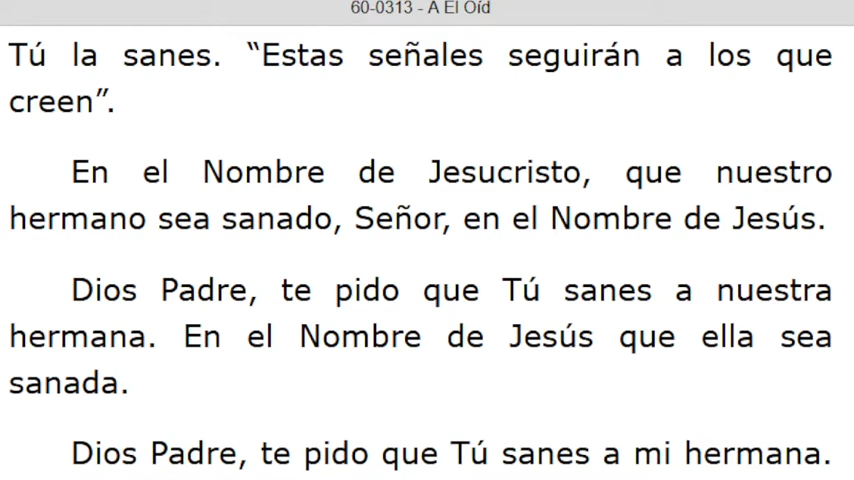 60-0313 - A El Oíd
Tú la sanes. “Estas señales seguirán a los que
creen”.
En el Nombre de Jesucristo, que nuestro
hermano sea sanado, Señor, en el Nombre de Jesús.
Dios Padre, te pido que Tú sanes a nuestra
hermana. En el Nombre de Jesús que ella sea
sanada.
Dios Padre, te pido que Tú sanes a mi hermana.